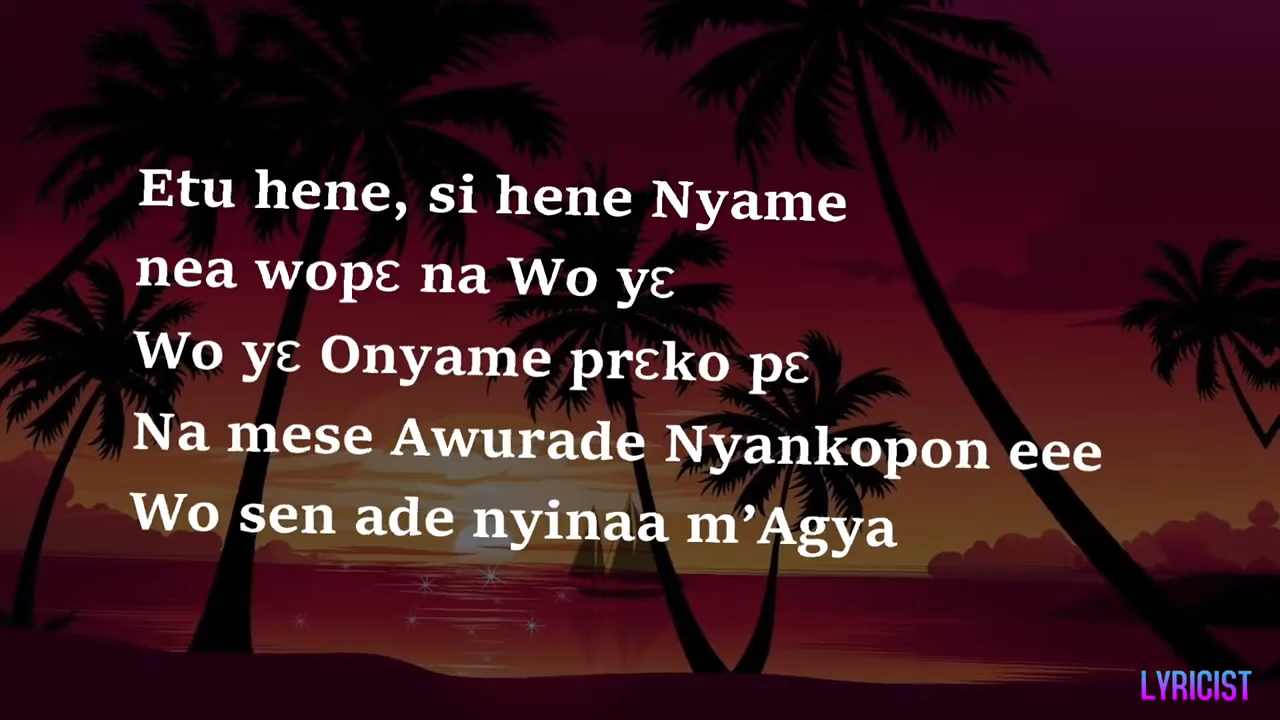 Etu hene, si hene Nyame
nea wopɛ na Wo yɛ
Wo yɛ Onyame prɛko pɛ
Na mese Awurade Nyankopon eee
Wo sen ade nyinaa m’Agya
LYRICIST